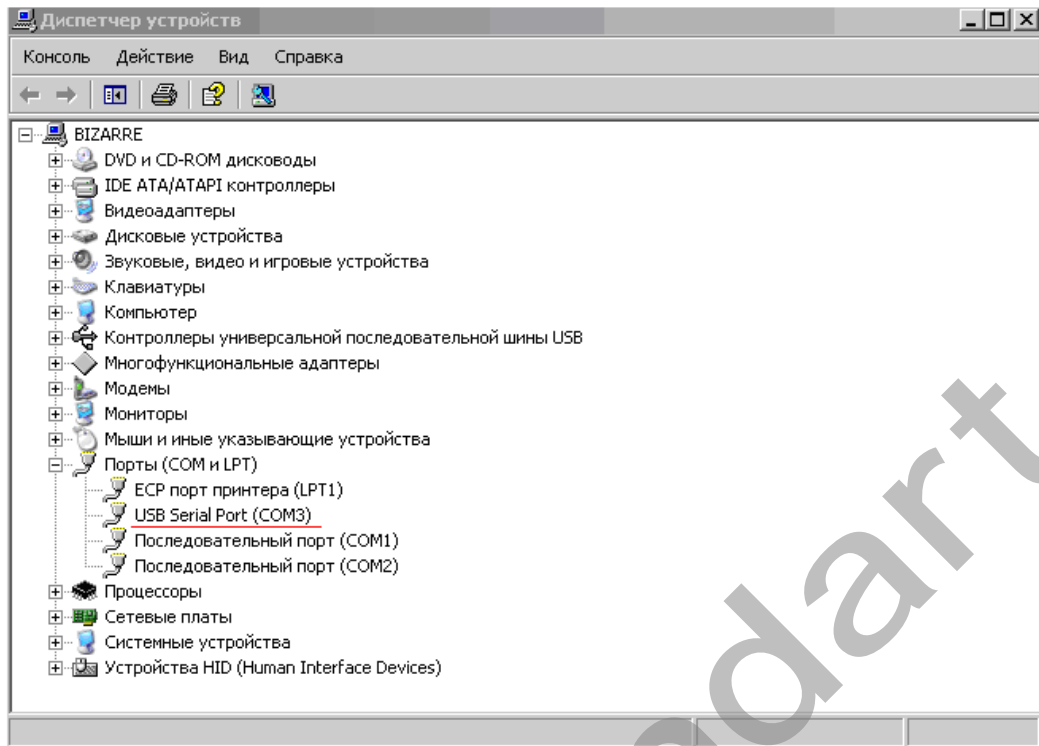 Диспетчер устройств
Консоль Действие Вид Справка
BIZARRE
DVD и CD-ROM дисководы
IDE ATA/ATAPI контроллеры
Видеоадаптеры
Дисковые устройства
Звуковые, видео и игровые устройства
Клавиатуры
Компьютер
Контроллеры универсальной последовательной шины USB
Многофункциональные адаптеры
Модемы
Мониторы
Мыши и иные указывающие устройства
Порты (COM и LPT)
ECP порт принтера (LPT1)
USB Serial Port (COM3)
Последовательный порт (COM1)
Последовательный порт (COM2)
Процессоры
Сетевые платы
Системные устройства
Устройства HID (Human Interface Devices)
dart